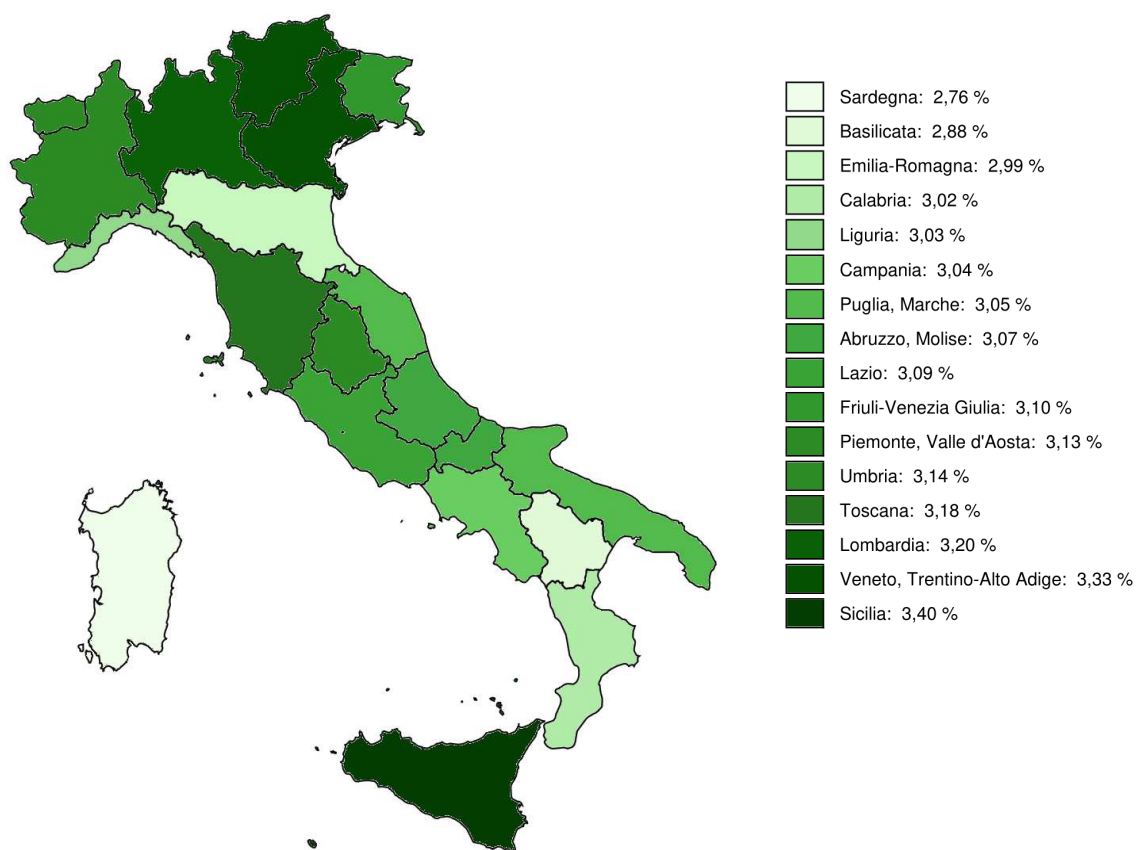 Sardegna: 2,76 %
Basilicata: 2,88 %
Emilia-Romagna: 2,99 %
Calabria: 3,02 %
Liguria: 3,03 %
Campania: 3,04 %
Puglia, Marche: 3,05 %
Abruzzo, Molise: 3,07 %
Lazio: 3,09 %
Friuli-Venezia Giulia: 3,10 %
Piemonte, Valle d'Aosta: 3,13 %
Umbria: 3,14 %
Toscana: 3,18 %
Lombardia: 3,20 %
Veneto, Trentino-Alto Adige: 3,33 %
Sicilia: 3,40 %